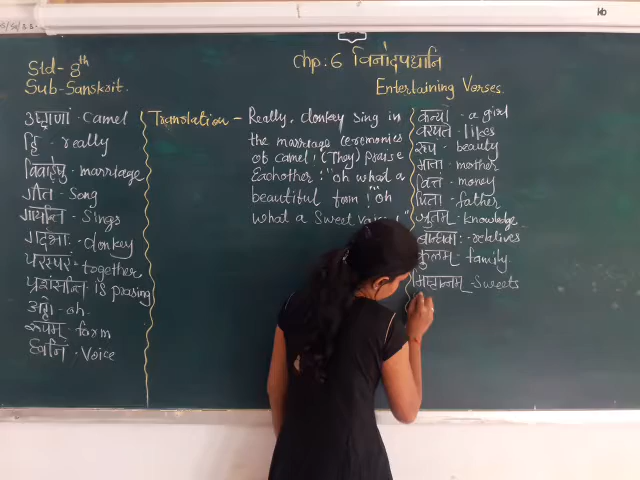 Std-8th
Sub-Sanskrit.
Chp: 6 विनोदपद्यानि
Entertaining Verses.
उष्ट्राणां · Camel
हि · really
विवाहेषु · marriage
गीतं · Song
गायन्ति · Sings
गर्दभाः · donkey
परस्परं · together
प्रशंसन्ति · is prasing
अहो · oh.
रूपम् · form
ध्वनि · Voice
Translation - Really, donkey sing in
the marriage ceremonies
of camel! (They) praise
Eachother: "oh what a
beautiful form! "oh
what a Sweet Voice!"
कन्या · a girl
वरयते · likes
रूपं · beauty
माता · mother
वित्तं · money
पिता · father
श्रुतम् · knowledge
बान्धवाः · relatives
कुलम् · family
मिष्टान्नम् · Sweets